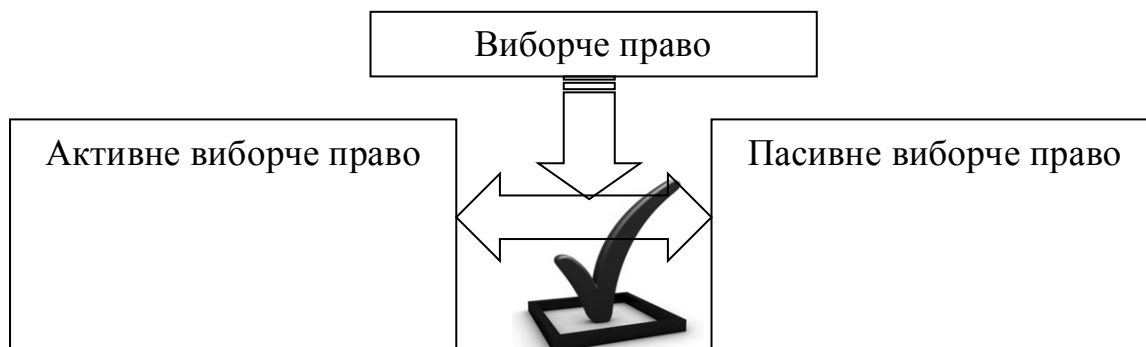 Виборче право
Активне виборче право
Пасивне виборче право